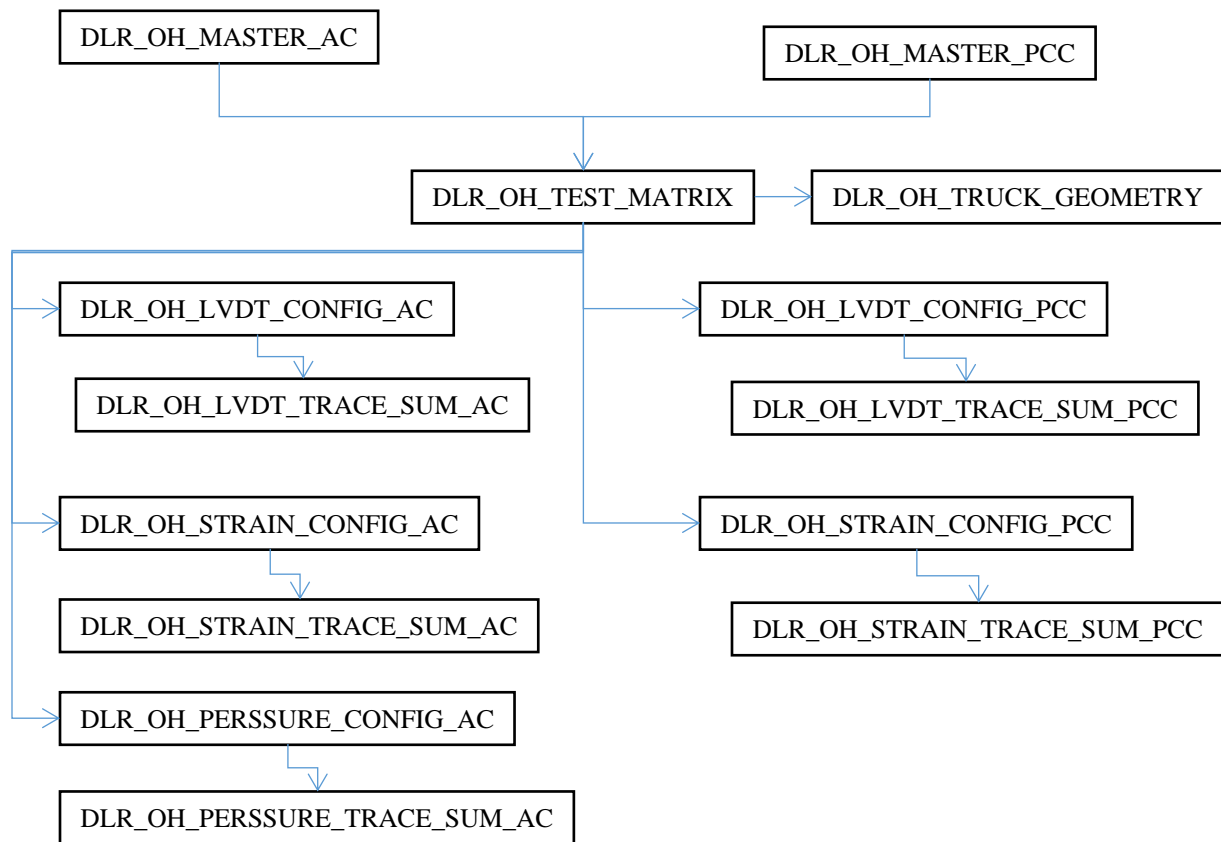 DLR_OH_MASTER_AC
DLR_OH_MASTER_PCC
DLR_OH_TEST_MATRIX
DLR_OH_TRUCK_GEOMETRY
DLR_OH_LVDT_CONFIG_AC
DLR_OH_LVDT_CONFIG_PCC
DLR_OH_LVDT_TRACE_SUM_AC
DLR_OH_LVDT_TRACE_SUM_PCC
DLR_OH_STRAIN_CONFIG_AC
DLR_OH_STRAIN_CONFIG_PCC
DLR_OH_STRAIN_TRACE_SUM_AC
DLR_OH_STRAIN_TRACE_SUM_PCC
DLR_OH_PERSSURE_CONFIG_AC
DLR_OH_PERSSURE_TRACE_SUM_AC